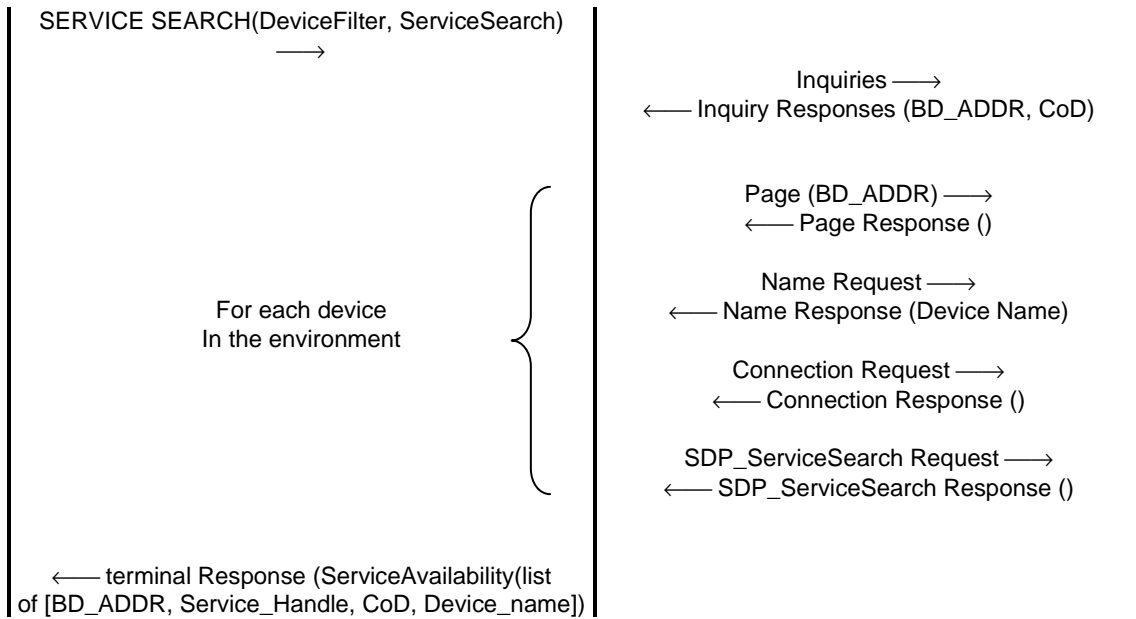 SERVICE SEARCH(DeviceFilter, ServiceSearch)
⟶
Inquiries ⟶
⟵ Inquiry Responses (BD_ADDR, CoD)
Page (BD_ADDR) ⟶
⟵ Page Response ()
Name Request ⟶
⟵ Name Response (Device Name)
For each device
In the environment
Connection Request ⟶
⟵ Connection Response ()
SDP_ServiceSearch Request ⟶
⟵ SDP_ServiceSearch Response ()
⟵ terminal Response (ServiceAvailability(list
of [BD_ADDR, Service_Handle, CoD, Device_name])